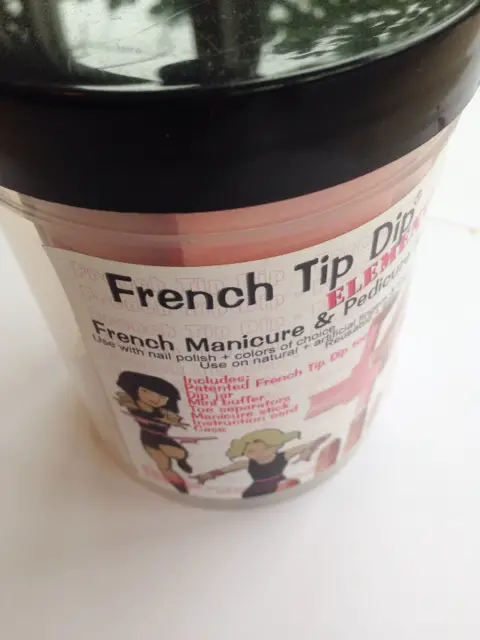 French Tip Dip®
French Manicure & Pedicure
Use with nail polish + colors of choice
Use on natural + artificial
Reusable
Includes:
Patented French Tip Dip
Dip jar
Mini buffer
Toe separators
Manicure stick
Instruction card
Case